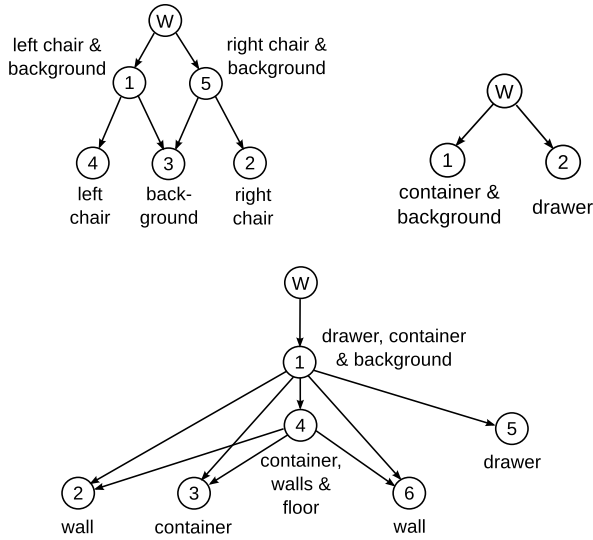 W
left chair &
background
right chair &
background
1
5
4
3
2
left
chair
back-
ground
right
chair
W
1
2
container &
background
drawer
W
drawer, container
& background
1
4
5
container,
walls &
floor
drawer
2
3
6
wall
container
wall